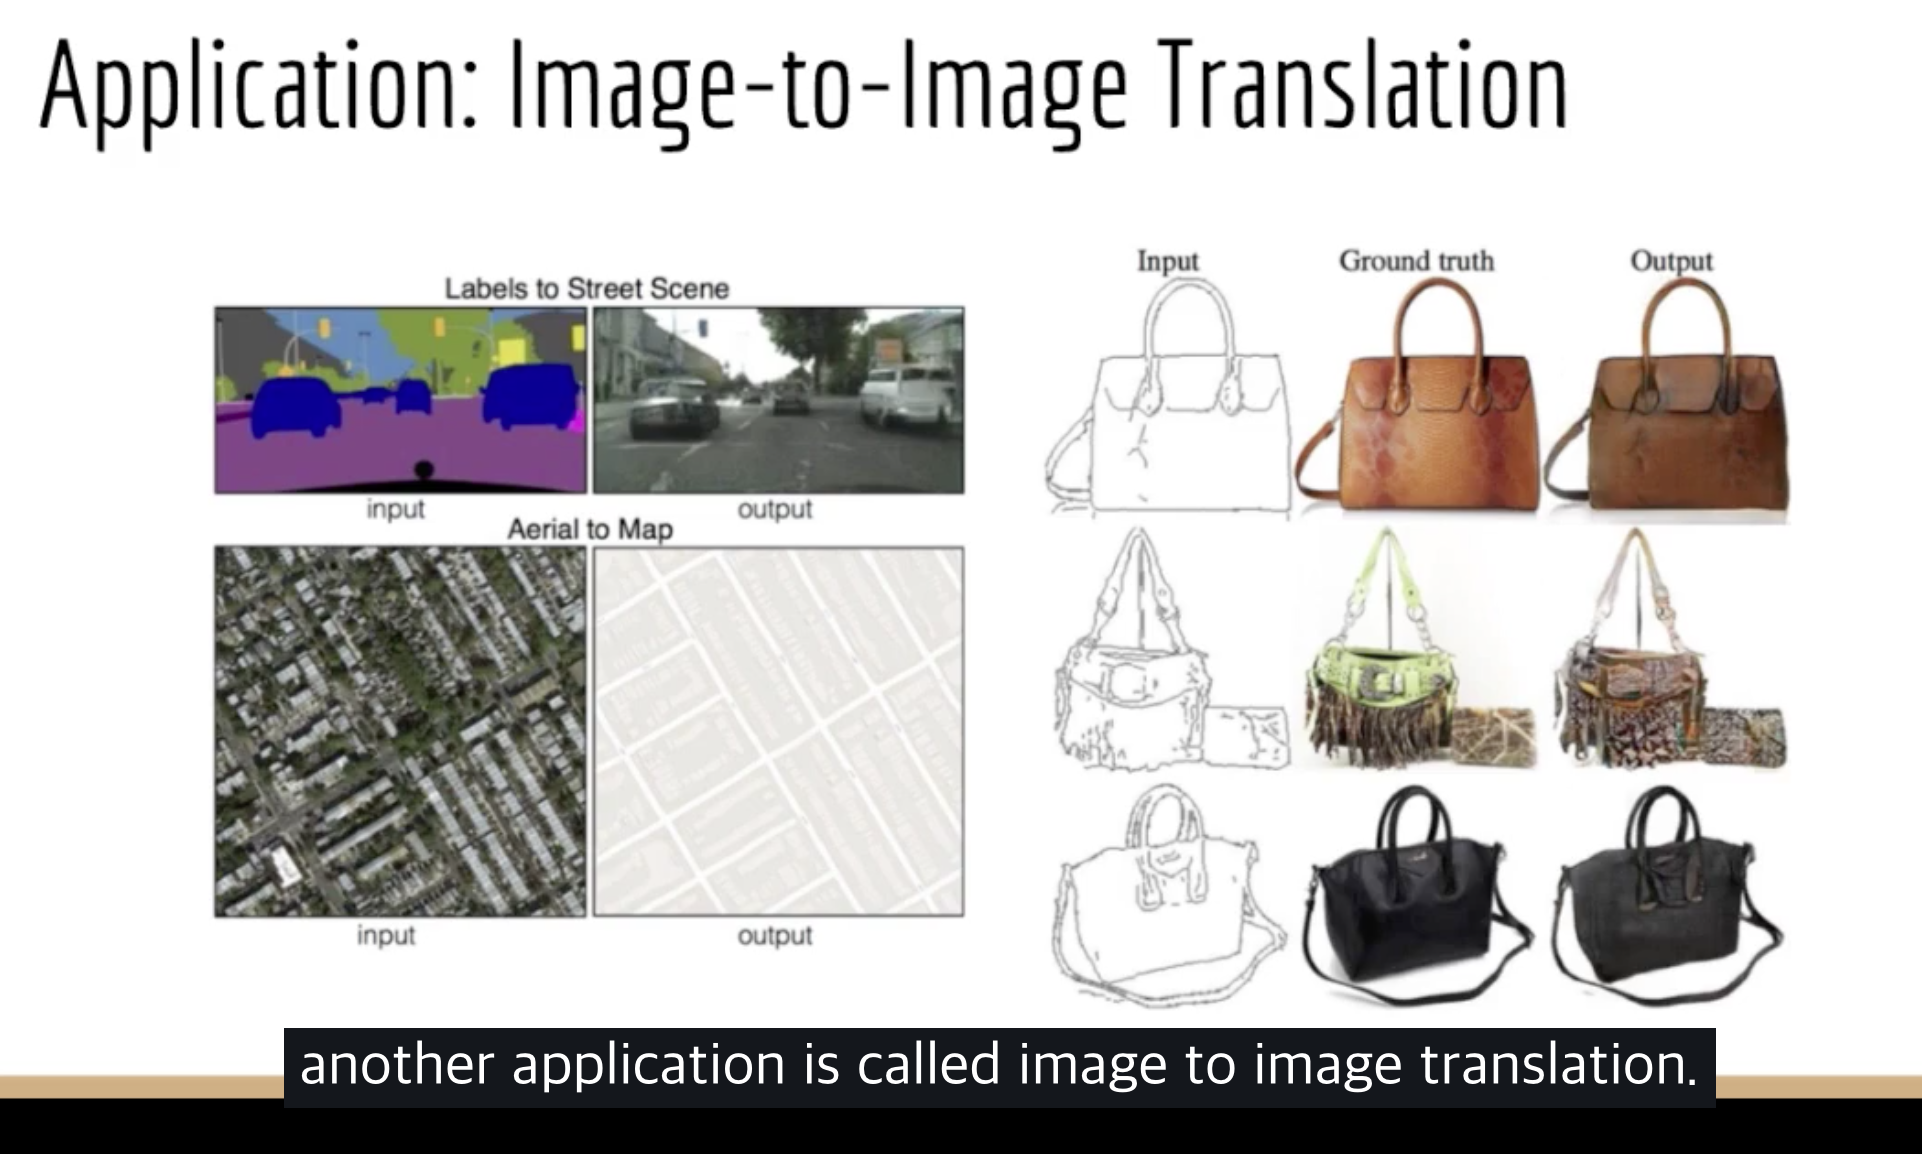 Application: Image-to-Image Translation
Labels to Street Scene
input
output
Aerial to Map
input
output
Input
Ground truth
Output
another application is called image to image translation.